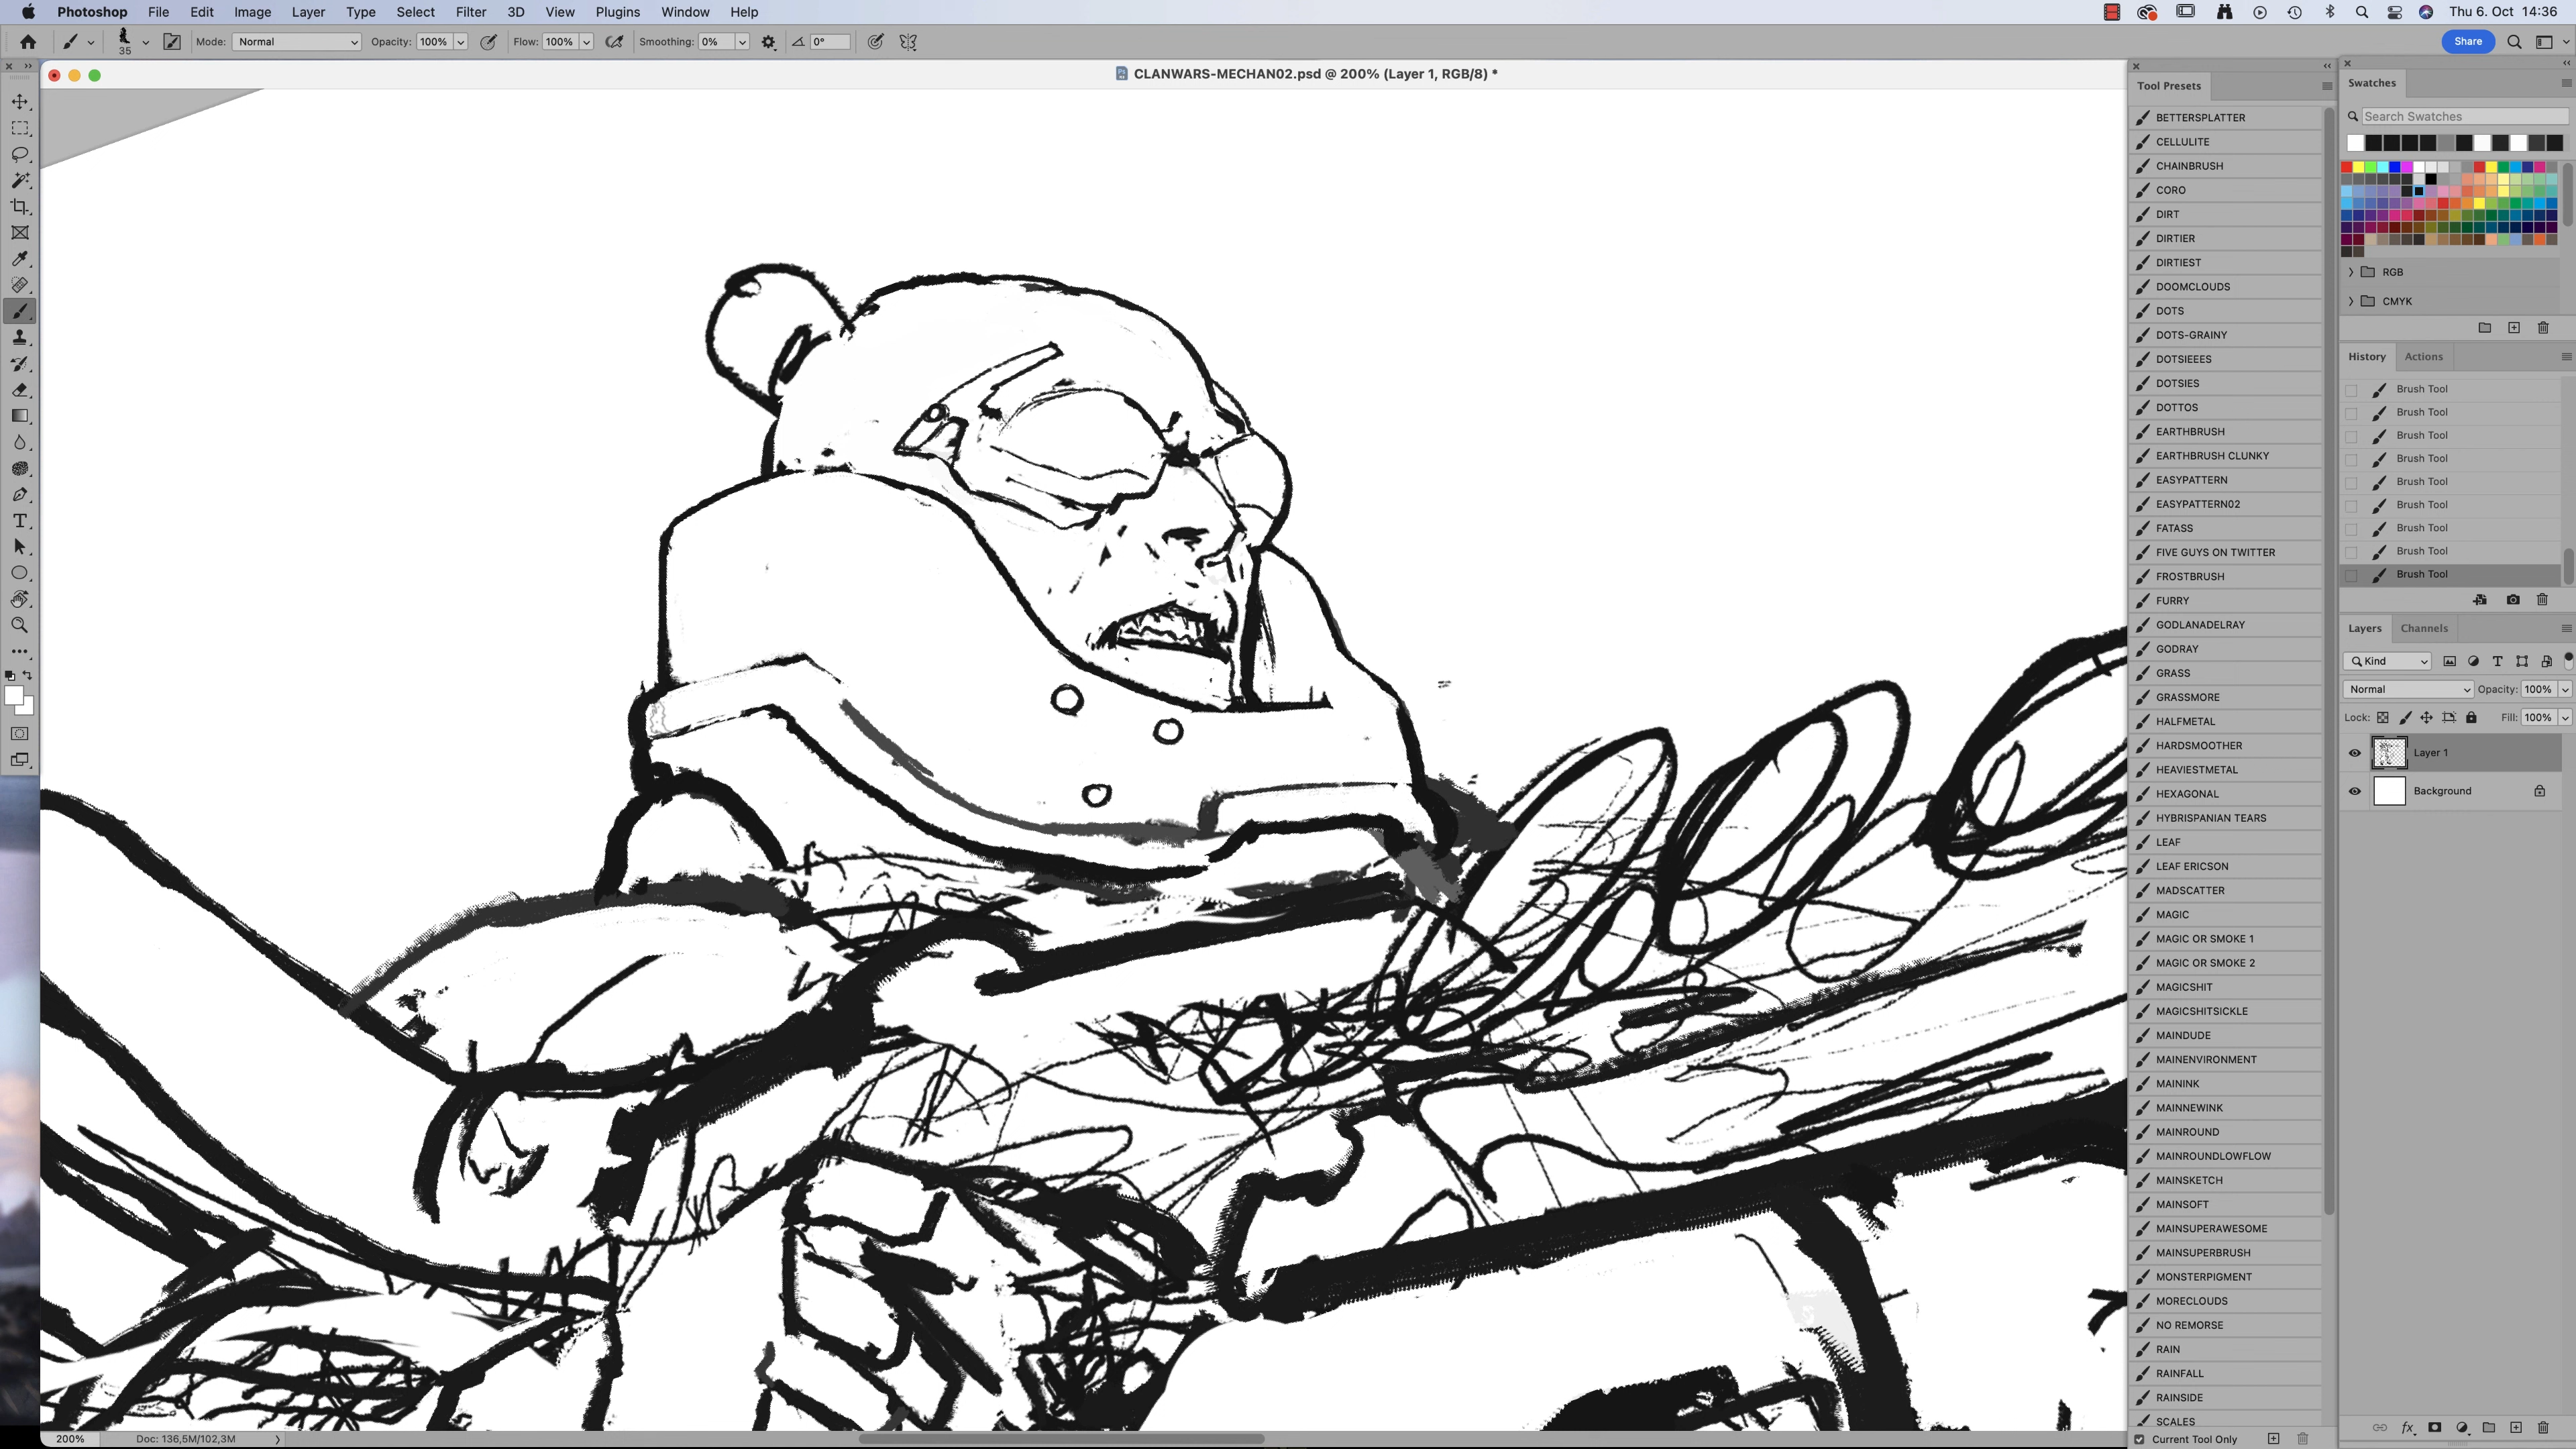 Photoshop File Edit Image Layer Type Select Filter 3D View Plugins Window Help Thu 6. Oct 14:36
35 Mode: Normal Opacity: 100% Flow: 100% Smoothing: 0% 0° Share
CLANWARS-MECHAN02.psd @ 200% (Layer 1, RGB/8) *
Tool Presets
BETTERSPLATTER
CELLULITE
CHAINBRUSH
CORO
DIRT
DIRTIER
DIRTIEST
DOOMCLOUDS
DOTS
DOTS-GRAINY
DOTSIEEES
DOTSIES
DOTTOS
EARTHBRUSH
EARTHBRUSH CLUNKY
EASYPATTERN
EASYPATTERN02
FATASS
FIVE GUYS ON TWITTER
FROSTBRUSH
FURRY
GODLANADELRAY
GODRAY
GRASS
GRASSMORE
HALFMETAL
HARDSMOOTHER
HEAVIESTMETAL
HEXAGONAL
HYBRISPANIAN TEARS
LEAF
LEAF ERICSON
MADSCATTER
MAGIC
MAGIC OR SMOKE 1
MAGIC OR SMOKE 2
MAGICSHIT
MAGICSHITSICKLE
MAINDUDE
MAINENVIRONMENT
MAININK
MAINNEWINK
MAINROUND
MAINROUNDLOWFLOW
MAINSKETCH
MAINSOFT
MAINSUPERAWESOME
MAINSUPERBRUSH
MONSTERPIGMENT
MORECLOUDS
NO REMORSE
RAIN
RAINFALL
RAINSIDE
SCALES
Current Tool Only
Swatches
Search Swatches
RGB
CMYK
History Actions
Brush Tool
Brush Tool
Brush Tool
Brush Tool
Brush Tool
Brush Tool
Brush Tool
Brush Tool
Brush Tool
Layers Channels
Kind
Normal Opacity: 100%
Lock: Fill: 100%
Layer 1
Background
200% Doc: 136,5M/102,3M